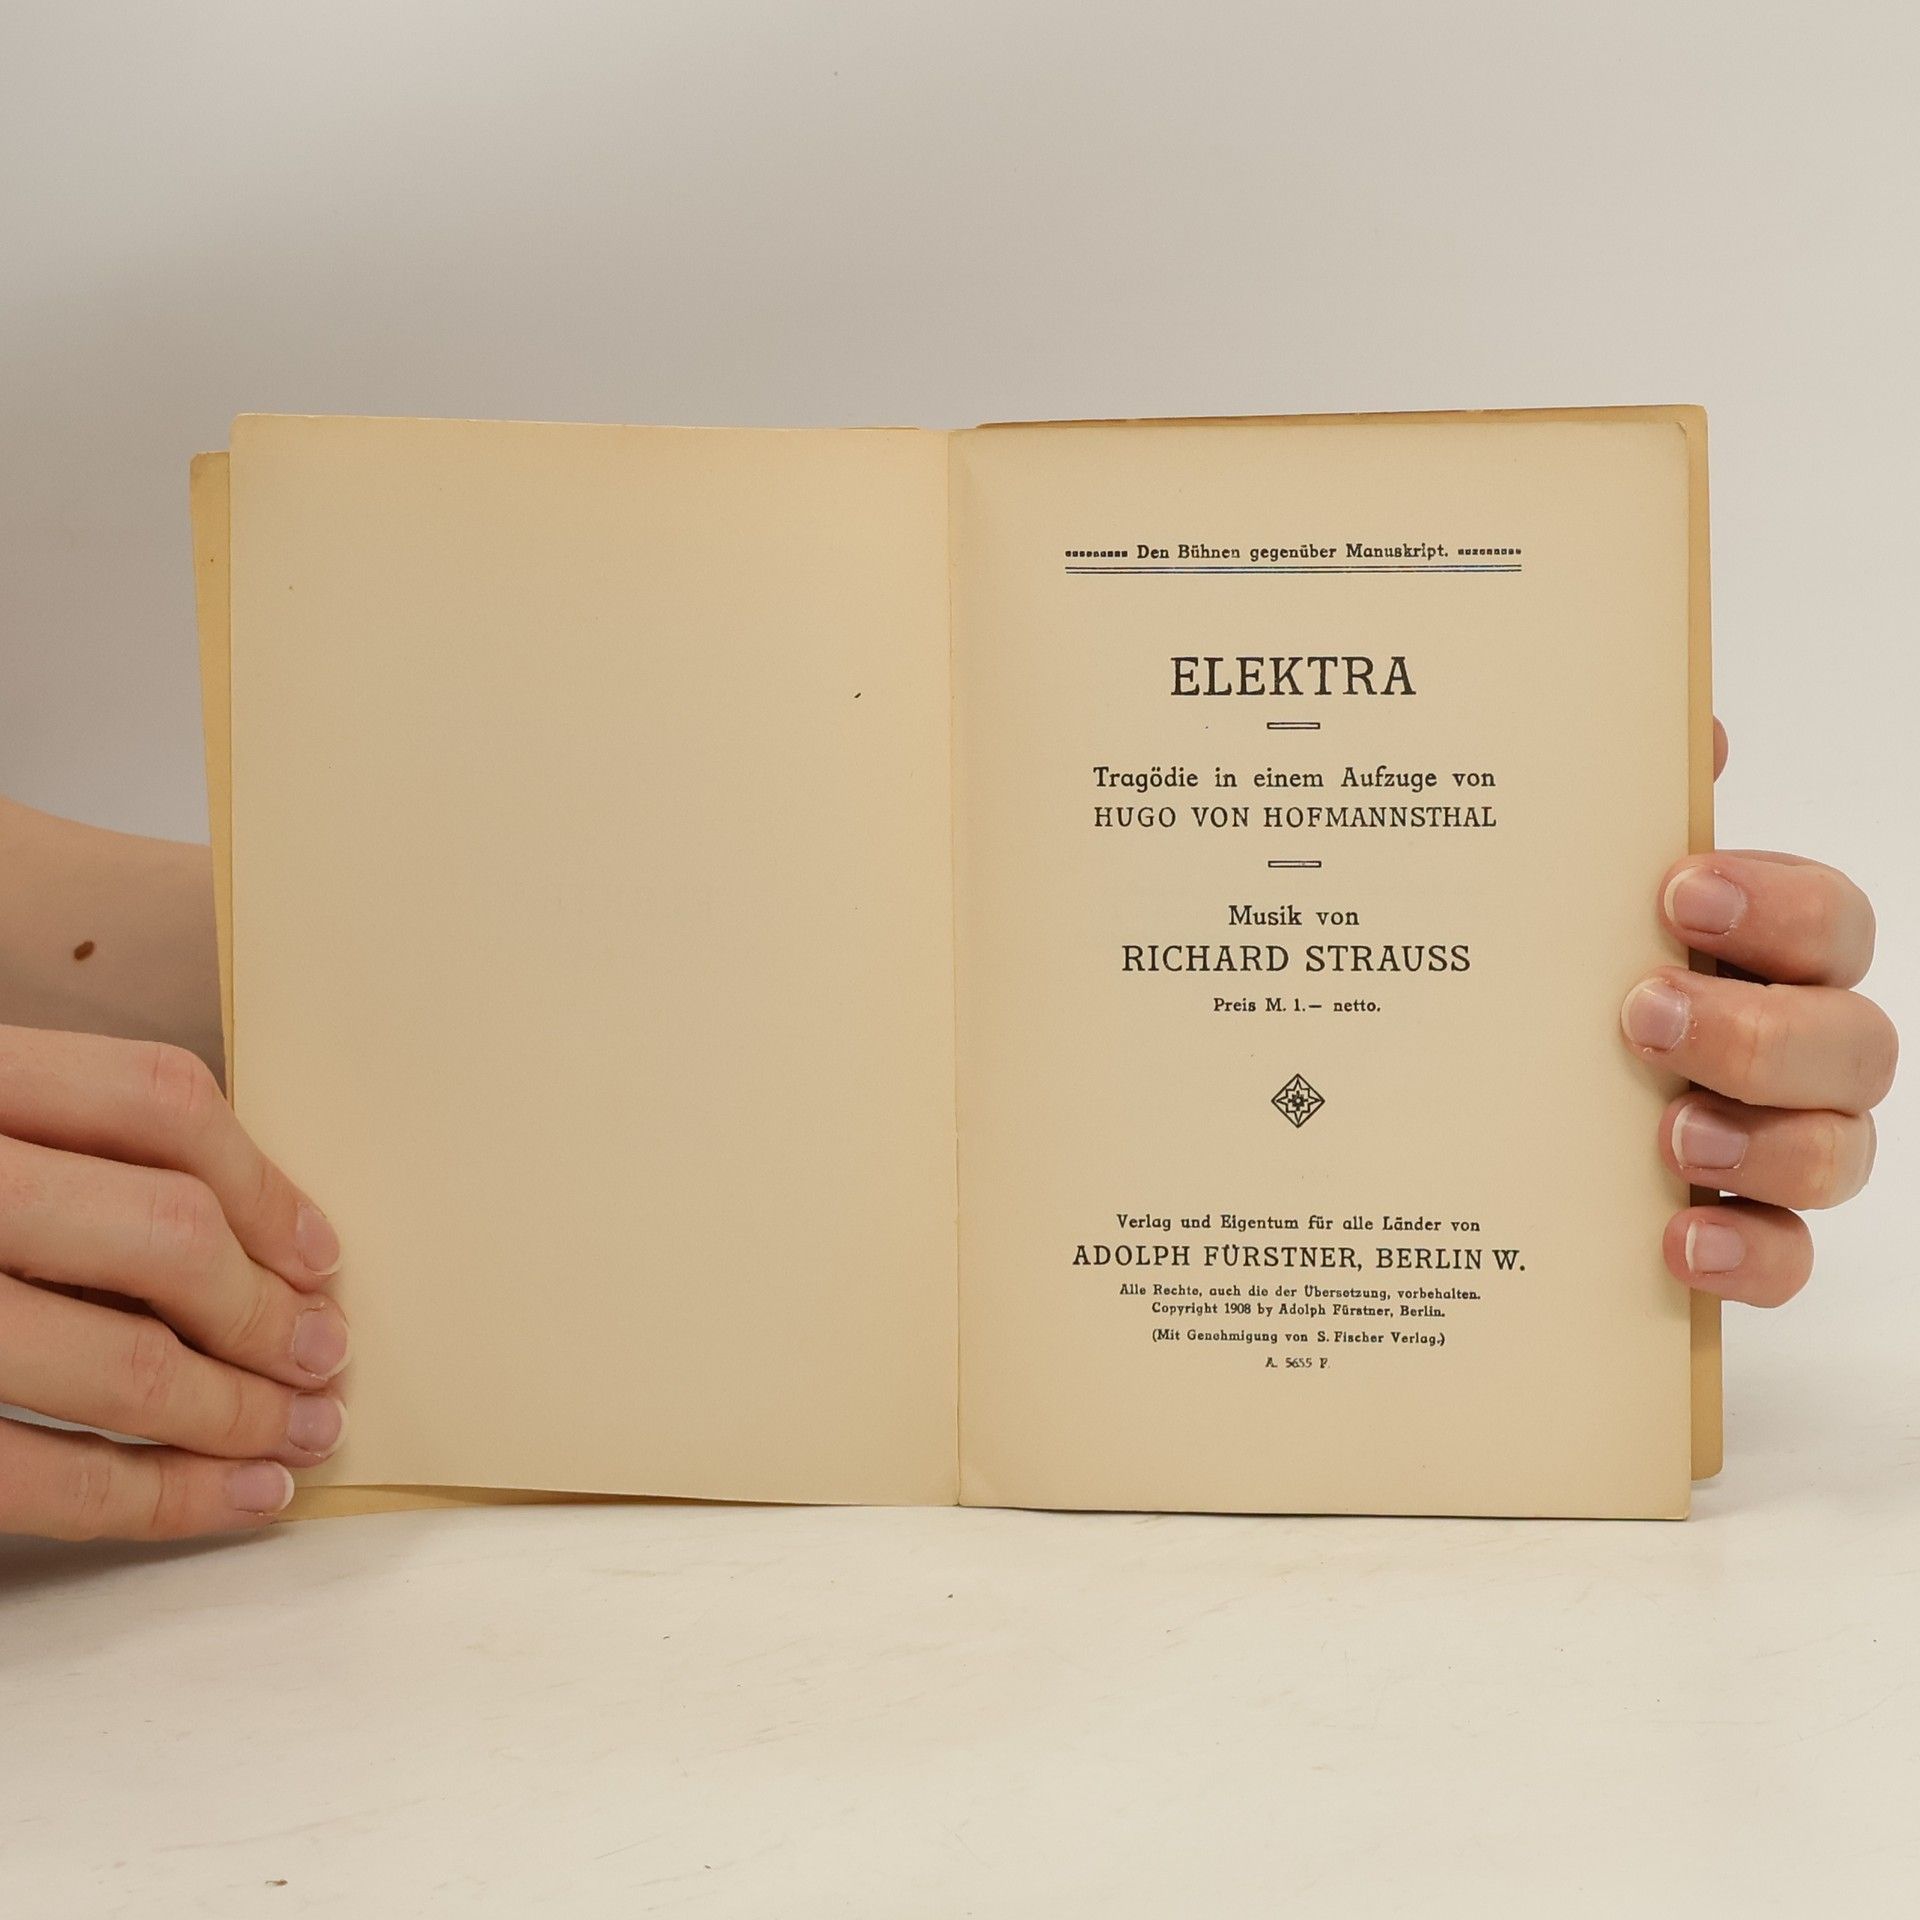 Den Bühnen gegenüber Manuskript.
ELEKTRA
Tragödie in einem Aufzuge von
HUGO VON HOFMANNSTHAL
Musik von
RICHARD STRAUSS
Preis M. 1.— netto.
Verlag und Eigentum für alle Länder von
ADOLPH FÜRSTNER, BERLIN W.
Alle Rechte, auch die der Übersetzung, vorbehalten.
Copyright 1908 by Adolph Fürstner, Berlin.
(Mit Genehmigung von S. Fischer Verlag.)
A. 5655 F.